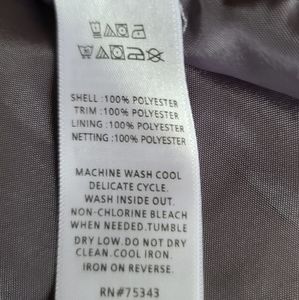 SHELL:100% POLYESTER
TRIM:100% POLYESTER
LINING:100% POLYESTER
NETTING:100% POLYESTER
MACHINE WASH COOL
DELICATE CYCLE.
WASH INSIDE OUT.
NON-CHLORINE BLEACH
WHEN NEEDED.TUMBLE
DRY LOW.DO NOT DRY
CLEAN.COOL IRON.
IRON ON REVERSE.
RN#75343